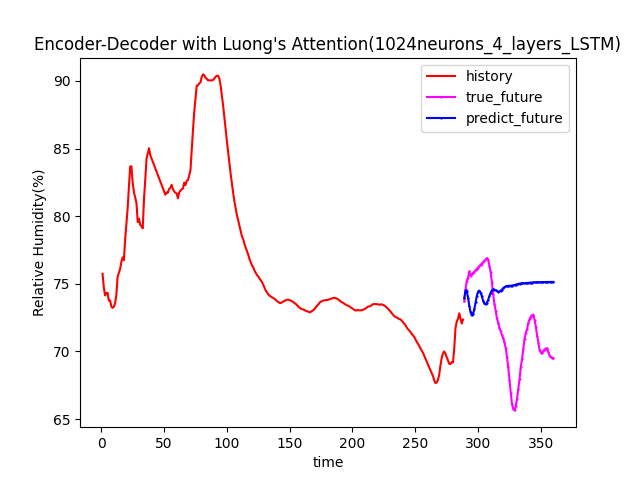 Encoder-Decoder with Luong's Attention(1024neurons_4_layers_LSTM)
history
true_future
predict_future
Relative Humidity(%)
90
85
80
75
70
65
0 50 100 150 200 250 300 350
time